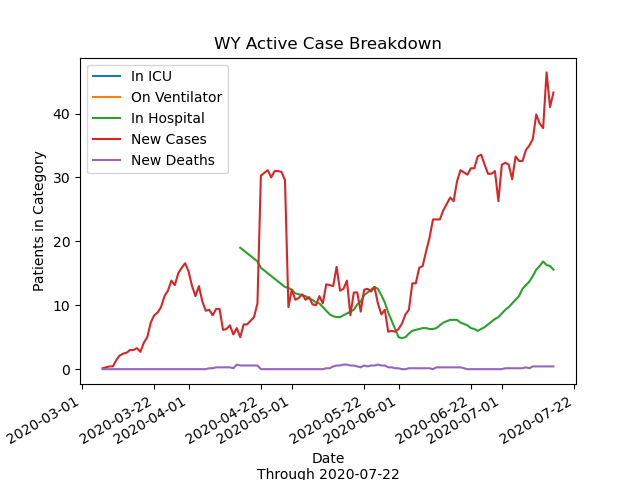 WY Active Case Breakdown
In ICU
On Ventilator
In Hospital
New Cases
New Deaths
Patients in Category
40
30
20
10
0
2020-03-01
2020-03-22
2020-04-01
2020-04-22
2020-05-01
2020-05-22
2020-06-01
2020-06-22
2020-07-01
2020-07-22
Date
Through 2020-07-22